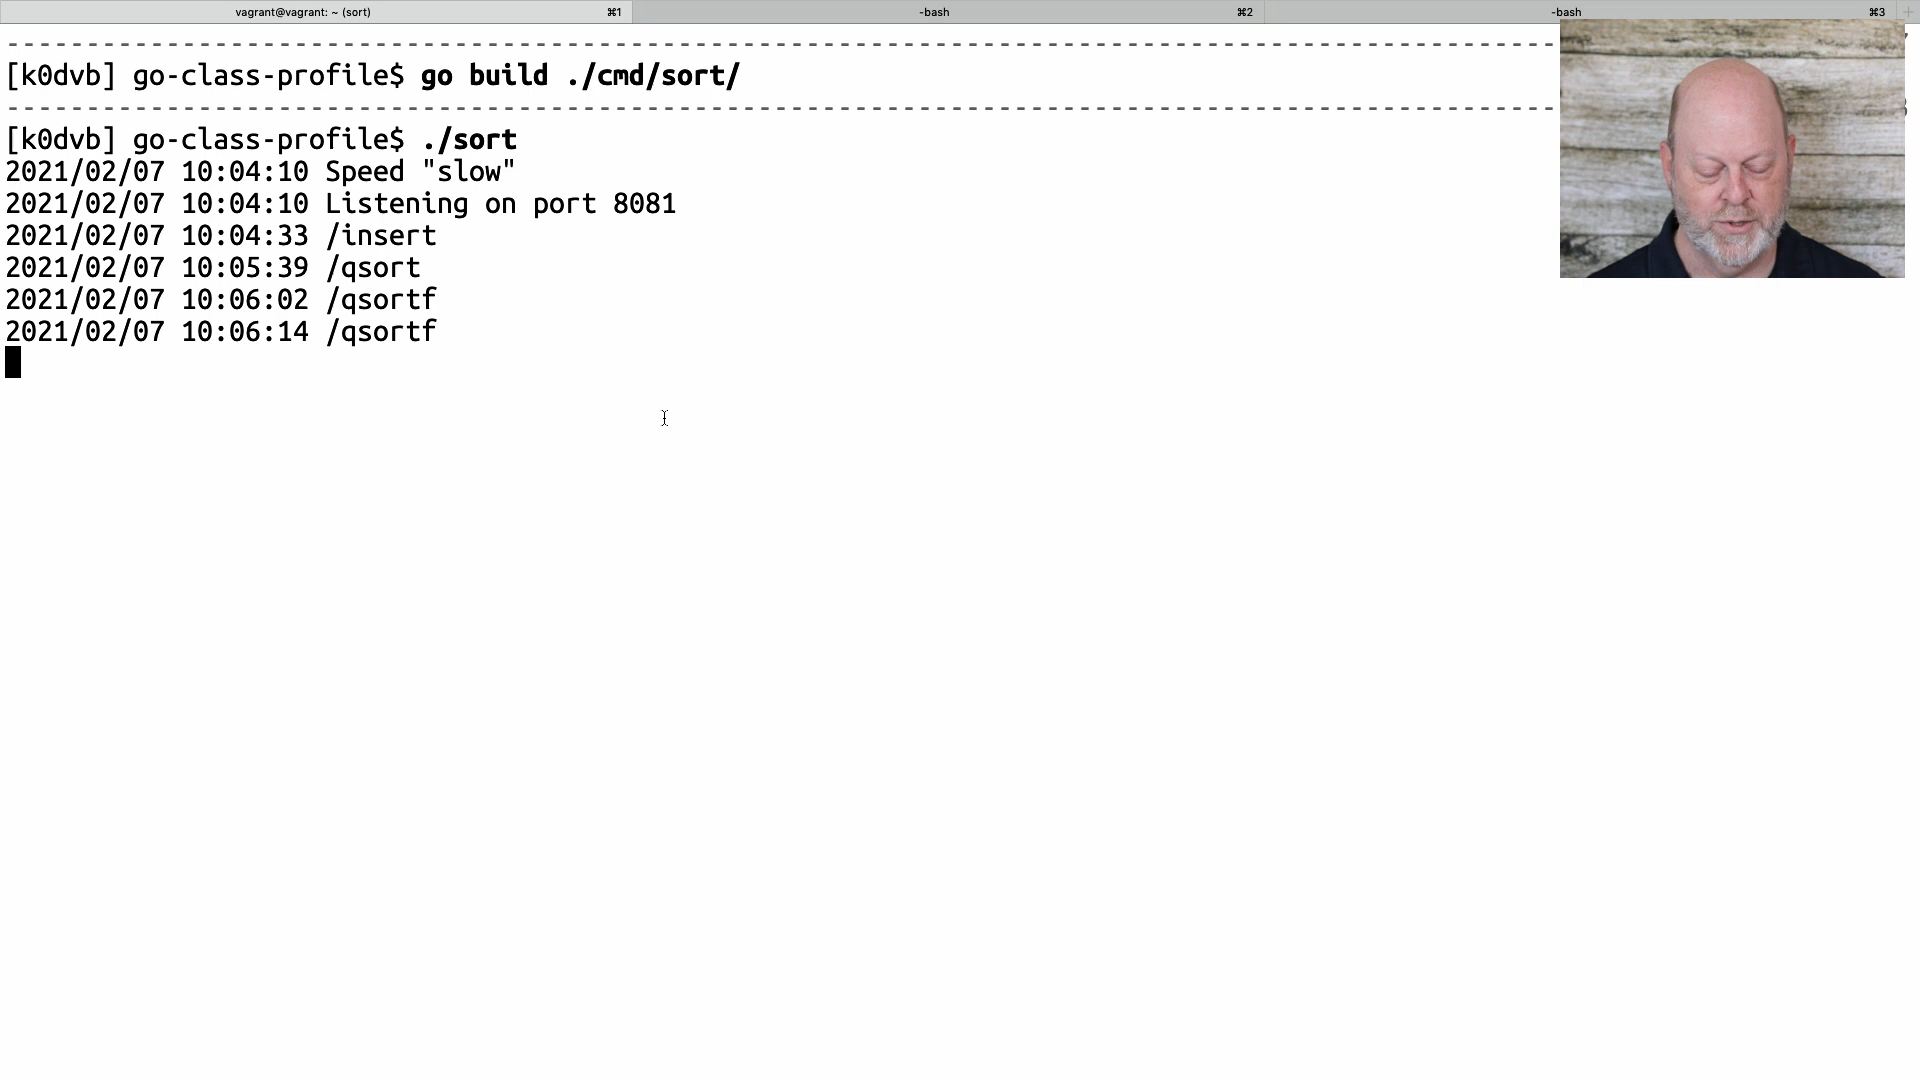 vagrant@vagrant: ~ (sort) ⌘1 -bash ⌘2 -bash ⌘3
[k0dvb] go-class-profile$ go build ./cmd/sort/
[k0dvb] go-class-profile$ ./sort
2021/02/07 10:04:10 Speed "slow"
2021/02/07 10:04:10 Listening on port 8081
2021/02/07 10:04:33 /insert
2021/02/07 10:05:39 /qsort
2021/02/07 10:06:02 /qsortf
2021/02/07 10:06:14 /qsortf